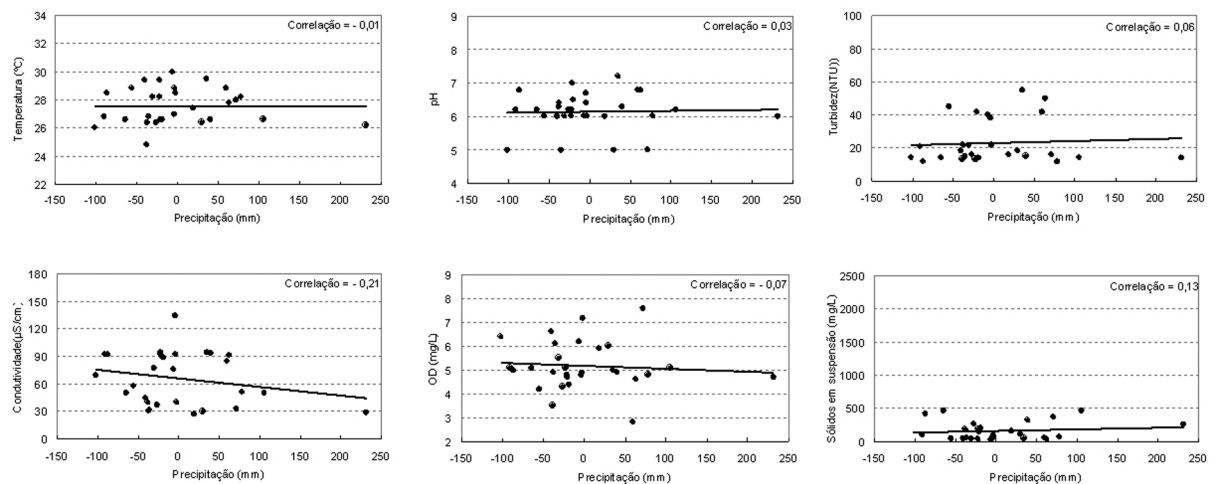 Correlação = - 0,01
Temperatura (ºC)
34
32
30
28
26
24
22
-150 -100 -50 0 50 100 150 200 250
Precipitação (mm)
Correlação = 0,03
pH
9
8
7
6
5
4
-150 -100 -50 0 50 100 150 200 250
Precipitação (mm)
Correlação = 0,06
Turbidez(NTU))
100
80
60
40
20
0
-150 -100 -50 0 50 100 150 200 250
Precipitação (mm)
Correlação = - 0,21
Condutividade(µS/cm)
180
150
120
90
60
30
0
-150 -100 -50 0 50 100 150 200 250
Precipitação (mm)
Correlação = - 0,07
OD (mg/L)
9
8
7
6
5
4
3
2
-150 -100 -50 0 50 100 150 200 250
Precipitação (mm)
Correlação = 0,13
Sólidos em suspensão (mg/L)
2500
2000
1500
1000
500
0
-150 -100 -50 0 50 100 150 200 250
Precipitação (mm)